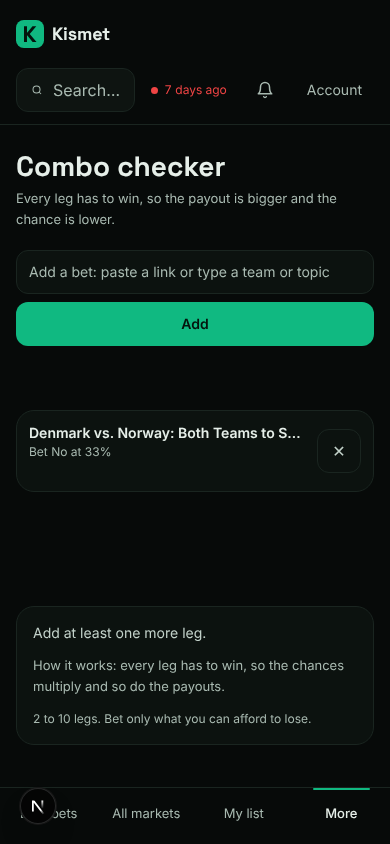 Kismet
Search...
7 days ago
Account
Combo checker
Every leg has to win, so the payout is bigger and the
chance is lower.
Add a bet: paste a link or type a team or topic
Add
Denmark vs. Norway: Both Teams to S...
Bet No at 33%
Add at least one more leg.
How it works: every leg has to win, so the chances
multiply and so do the payouts.
2 to 10 legs. Bet only what you can afford to lose.
All markets
My list
More